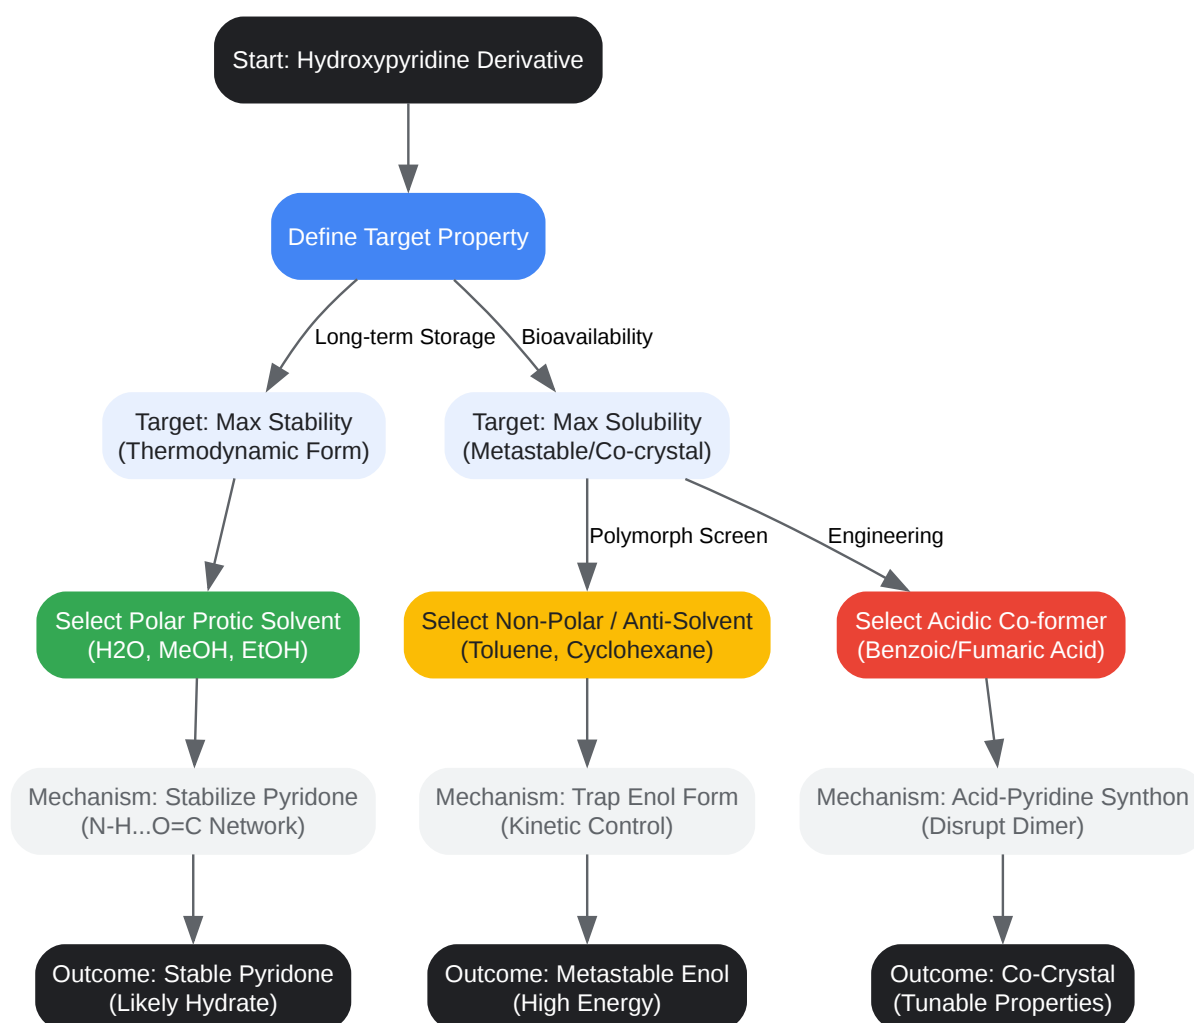 Start: Hydroxypyridine Derivative
Define Target Property
Long-term Storage
Bioavailability
Target: Max Stability
(Thermodynamic Form)
Target: Max Solubility
(Metastable/Co-crystal)
Polymorph Screen
Engineering
Select Polar Protic Solvent
(H2O, MeOH, EtOH)
Select Non-Polar / Anti-Solvent
(Toluene, Cyclohexane)
Select Acidic Co-former
(Benzoic/Fumaric Acid)
Mechanism: Stabilize Pyridone
(N-H...O=C Network)
Mechanism: Trap Enol Form
(Kinetic Control)
Mechanism: Acid-Pyridine Synthon
(Disrupt Dimer)
Outcome: Stable Pyridone
(Likely Hydrate)
Outcome: Metastable Enol
(High Energy)
Outcome: Co-Crystal
(Tunable Properties)